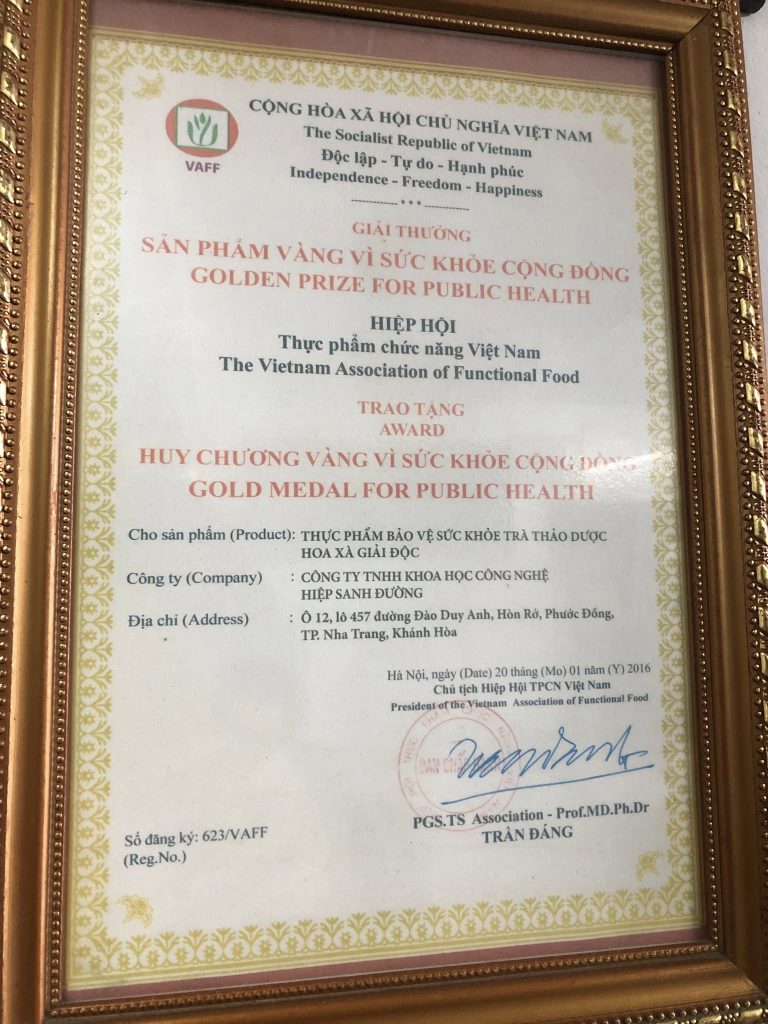 VAFF
CỘNG HÒA XÃ HỘI CHỦ NGHĨA VIỆT NAM
The Socialist Republic of Vietnam
Độc lập - Tự do - Hạnh phúc
Independence - Freedom - Happiness
------------- * * * -------------
GIẢI THƯỞNG
SẢN PHẨM VÀNG VÌ SỨC KHỎE CỘNG ĐỒNG
GOLDEN PRIZE FOR PUBLIC HEALTH
HIỆP HỘI
Thực phẩm chức năng Việt Nam
The Vietnam Association of Functional Food
TRAO TẶNG
AWARD
HUY CHƯƠNG VÀNG VÌ SỨC KHỎE CỘNG ĐỒNG
GOLD MEDAL FOR PUBLIC HEALTH
Cho sản phẩm (Product): THỰC PHẨM BẢO VỆ SỨC KHỎE TRÀ THẢO DƯỢC
HOA XÀ GIẢI ĐỘC
Công ty (Company) : CÔNG TY TNHH KHOA HỌC CÔNG NGHỆ
HIỆP SANH ĐƯỜNG
Địa chỉ (Address) : Ô 12, lô 457 đường Đào Duy Anh, Hòn Rớ, Phước Đồng,
TP. Nha Trang, Khánh Hòa
Hà Nội, ngày (Date) 20 tháng (Mo) 01 năm (Y) 2016
Chủ tịch Hiệp Hội TPCN Việt Nam
President of the Vietnam Association of Functional Food
BAN CHẤ
PGS.TS Association - Prof.MD.Ph.Dr
TRẦN ĐÁNG
Số đăng ký: 623/VAFF
(Reg.No.)